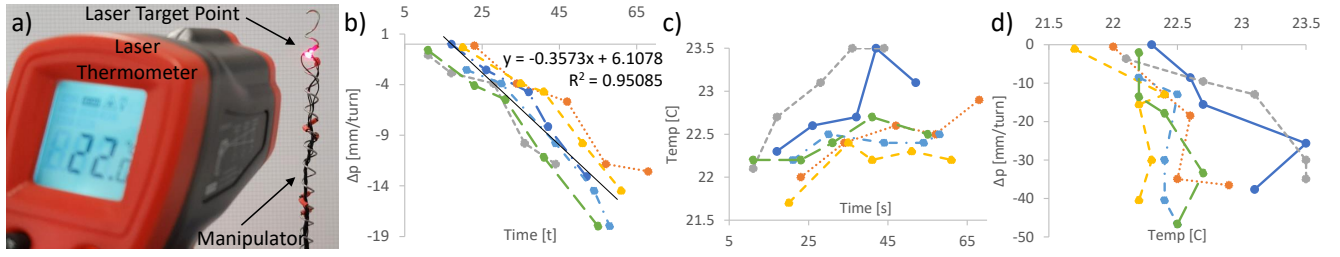 a)
Laser Target Point
Laser
Thermometer
22.
Manipulator
b)
5 25 45 65
1
-4
-9
-14
-19
Δp [mm/turn]
y = -0.3573x + 6.1078
R² = 0.95085
Time [t]
c)
23.5
23
22.5
22
21.5
Temp [C]
Time [s]
5 25 45 65
d)
21.5 22 22.5 23 23.5
0
-10
-20
-30
-40
-50
Δp [mm/turn]
Temp [C]